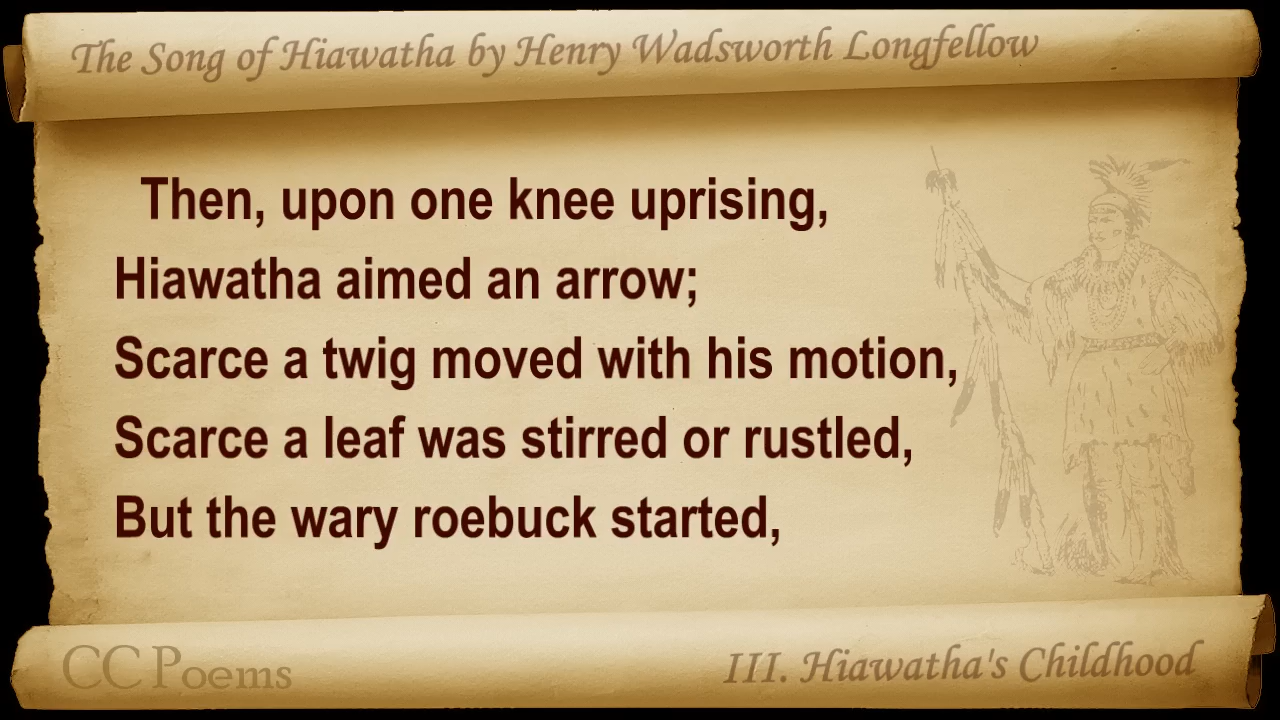 The Song of Hiawatha by Henry Wadsworth Longfellow
Then, upon one knee uprising,
Hiawatha aimed an arrow;
Scarce a twig moved with his motion,
Scarce a leaf was stirred or rustled,
But the wary roebuck started,
CC Poems
III. Hiawatha's Childhood